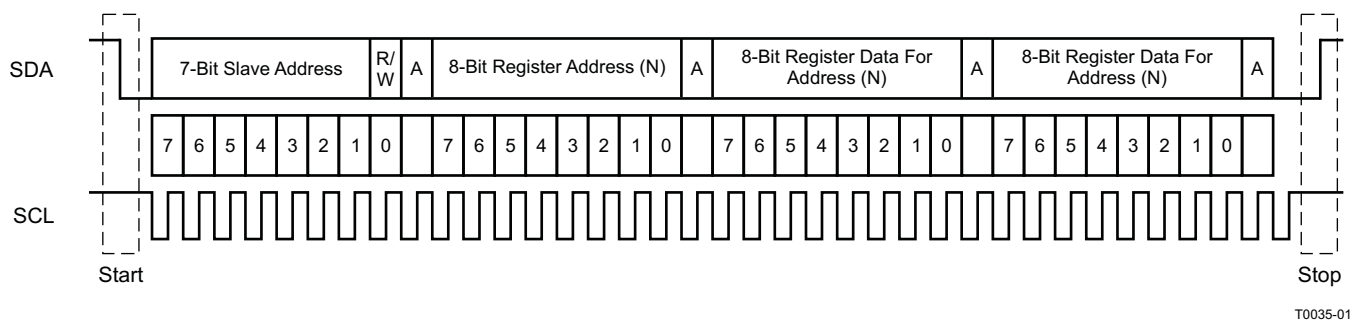 SDA
7-Bit Slave Address
R/
W
A
8-Bit Register Address (N)
A
8-Bit Register Data For
Address (N)
A
8-Bit Register Data For
Address (N)
A
7 6 5 4 3 2 1 0 7 6 5 4 3 2 1 0 7 6 5 4 3 2 1 0 7 6 5 4 3 2 1 0
SCL
Start
Stop
T0035-01